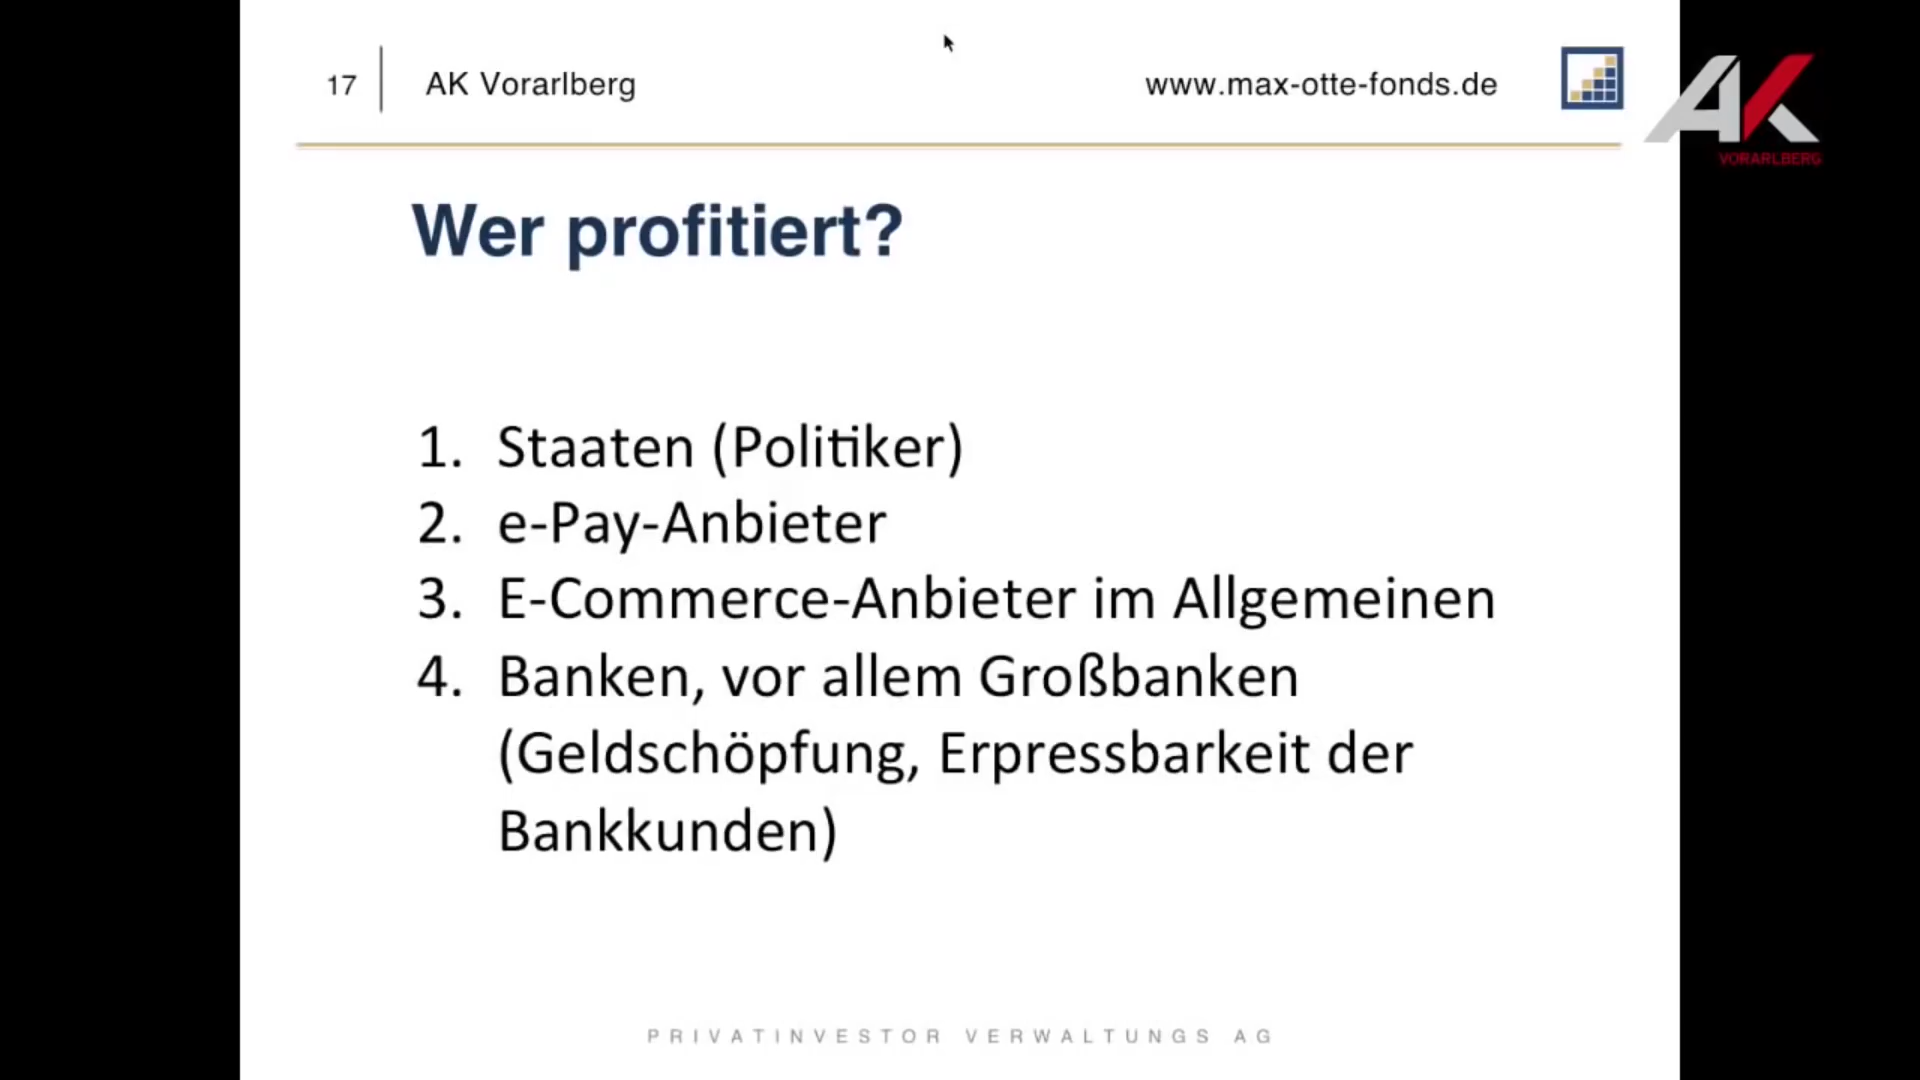 17
AK Vorarlberg
www.max-otte-fonds.de
AK
VORARLBERG
Wer profitiert?
1. Staaten (Politiker)
2. e-Pay-Anbieter
3. E-Commerce-Anbieter im Allgemeinen
4. Banken, vor allem Großbanken
(Geldschöpfung, Erpressbarkeit der
Bankkunden)
PRIVATINVESTOR VERWALTUNGS AG